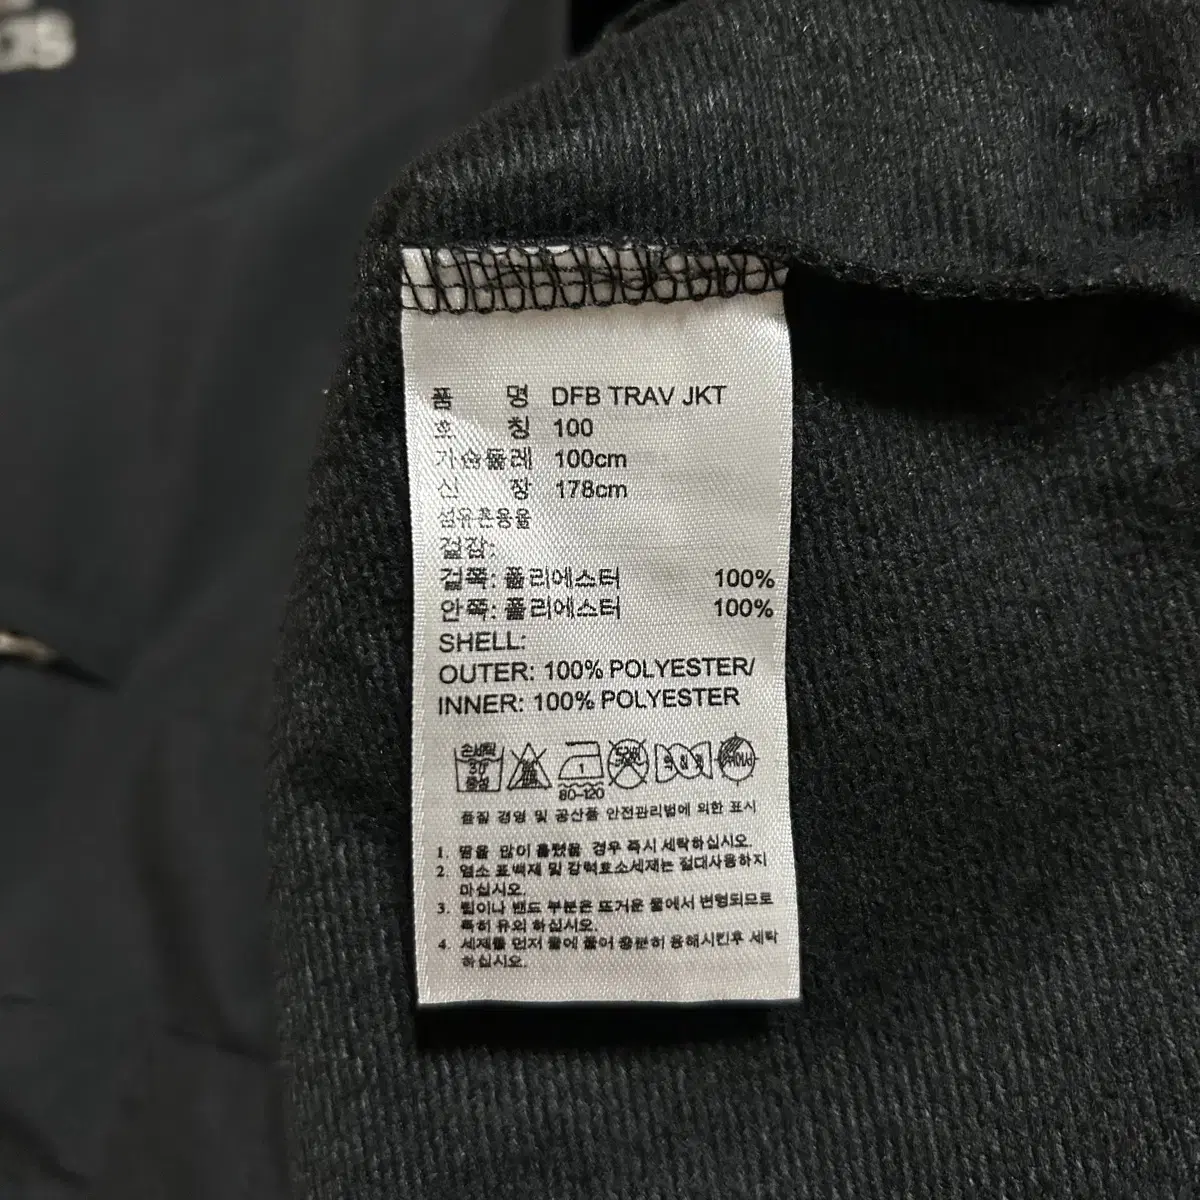 GS
품 명 DFB TRAV JKT
호 칭 100
가슴둘레 100cm
신 장 178cm
섬유혼용율
겉감:
겉쪽: 폴리에스터 100%
안쪽: 폴리에스터 100%
SHELL:
OUTER: 100% POLYESTER/
INNER: 100% POLYESTER
손세탁
30°
중성
1
80~120
품질 경영 및 공산품 안전관리법에 의한 표시
1. 땀을 많이 흘렸을 경우 즉시 세탁하십시오.
2. 염소 표백제 및 강력효소세제는 절대사용하지
마십시오.
3. 립이나 밴드 부분은 뜨거운 물에서 변형되므로
특히 유의 하십시오.
4. 세제를 먼저 물에 풀어 충분히 용해시킨후 세탁
하십시오.